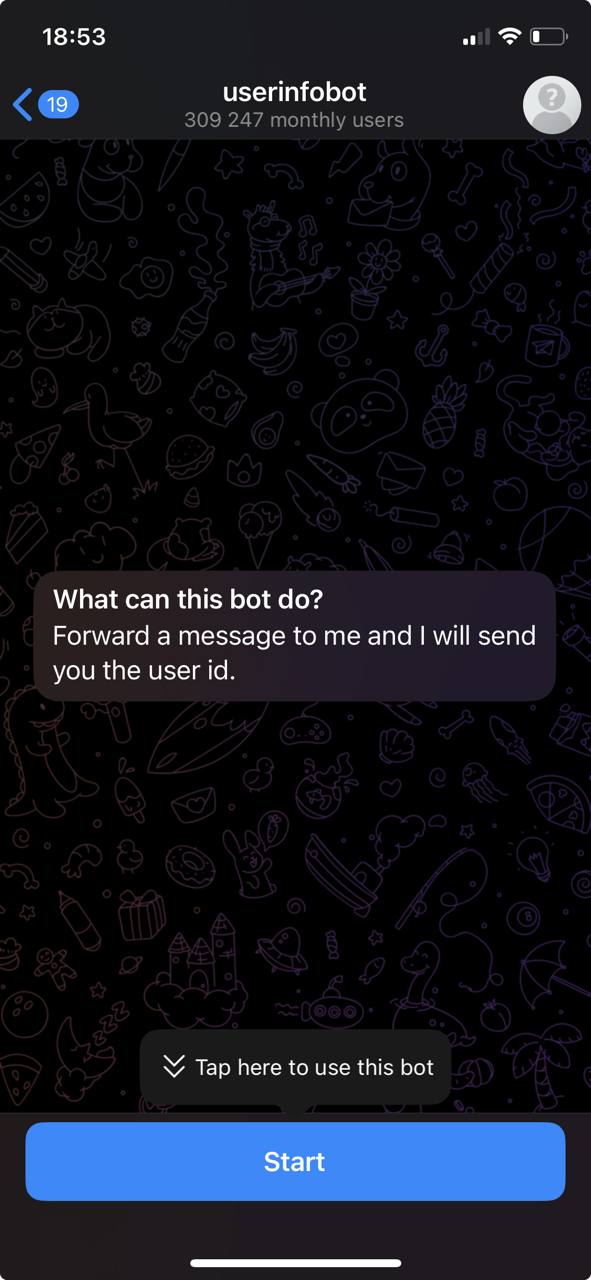 18:53
19
userinfobot
309 247 monthly users
What can this bot do?
Forward a message to me and I will send
you the user id.
Tap here to use this bot
Start